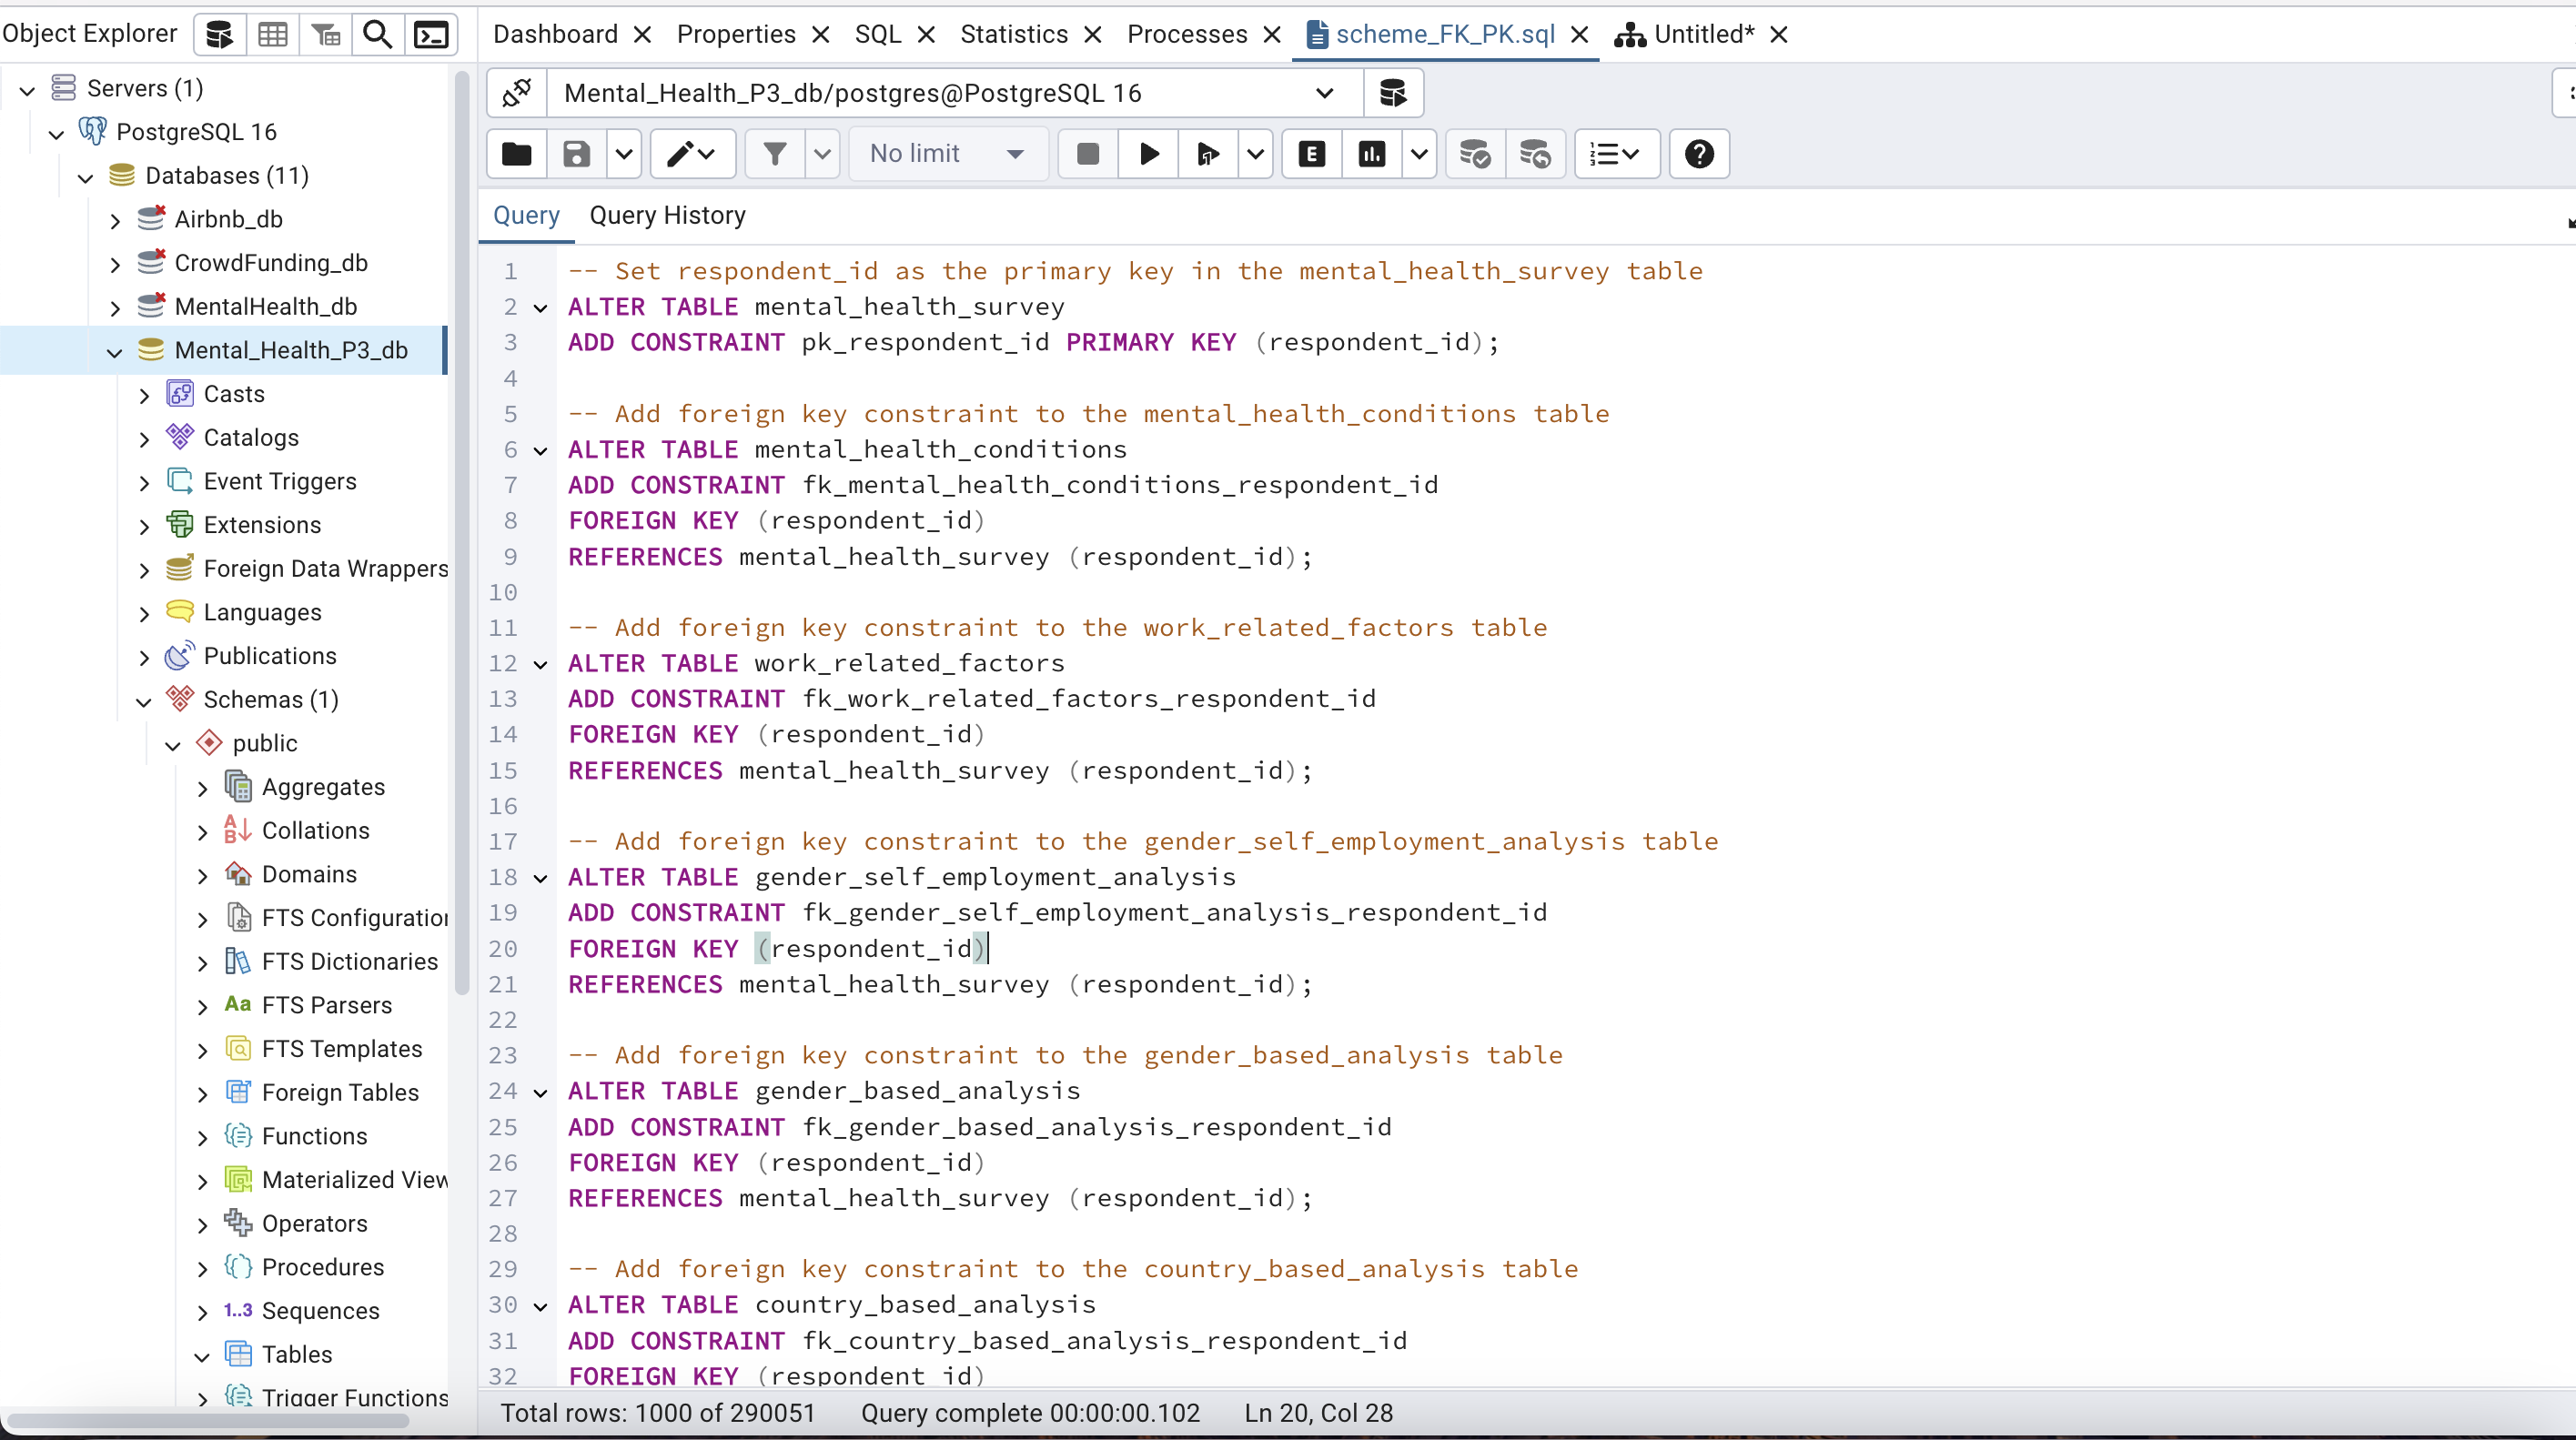 Object Explorer
Dashboard
Properties
SQL
Statistics
Processes
scheme_FK_PK.sql
Untitled*
Servers (1)
PostgreSQL 16
Databases (11)
Airbnb_db
CrowdFunding_db
MentalHealth_db
Mental_Health_P3_db
Casts
Catalogs
Event Triggers
Extensions
Foreign Data Wrappers
Languages
Publications
Schemas (1)
public
Aggregates
Collations
Domains
FTS Configuration
FTS Dictionaries
FTS Parsers
FTS Templates
Foreign Tables
Functions
Materialized View
Operators
Procedures
1..3 Sequences
Tables
Trigger Functions
Mental_Health_P3_db/postgres@PostgreSQL 16
No limit
Query
Query History
1 -- Set respondent_id as the primary key in the mental_health_survey table
2 ALTER TABLE mental_health_survey
3 ADD CONSTRAINT pk_respondent_id PRIMARY KEY (respondent_id);
4
5 -- Add foreign key constraint to the mental_health_conditions table
6 ALTER TABLE mental_health_conditions
7 ADD CONSTRAINT fk_mental_health_conditions_respondent_id
8 FOREIGN KEY (respondent_id)
9 REFERENCES mental_health_survey (respondent_id);
10
11 -- Add foreign key constraint to the work_related_factors table
12 ALTER TABLE work_related_factors
13 ADD CONSTRAINT fk_work_related_factors_respondent_id
14 FOREIGN KEY (respondent_id)
15 REFERENCES mental_health_survey (respondent_id);
16
17 -- Add foreign key constraint to the gender_self_employment_analysis table
18 ALTER TABLE gender_self_employment_analysis
19 ADD CONSTRAINT fk_gender_self_employment_analysis_respondent_id
20 FOREIGN KEY (respondent_id)
21 REFERENCES mental_health_survey (respondent_id);
22
23 -- Add foreign key constraint to the gender_based_analysis table
24 ALTER TABLE gender_based_analysis
25 ADD CONSTRAINT fk_gender_based_analysis_respondent_id
26 FOREIGN KEY (respondent_id)
27 REFERENCES mental_health_survey (respondent_id);
28
29 -- Add foreign key constraint to the country_based_analysis table
30 ALTER TABLE country_based_analysis
31 ADD CONSTRAINT fk_country_based_analysis_respondent_id
32 FOREIGN KEY (respondent_id)
Total rows: 1000 of 290051
Query complete 00:00:00.102
Ln 20, Col 28